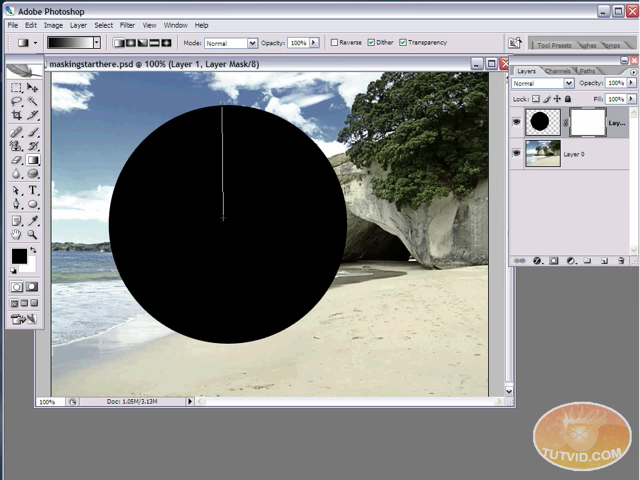 Adobe Photoshop
File Edit Image Layer Select Filter View Window Help
Mode: Normal Opacity: 100% Reverse Dither Transparency
Tool Presets
maskingstarthere.psd @ 100% (Layer 1, Layer Mask/8)
Layers Channels Paths
Normal Opacity: 100%
Lock: Fill: 100%
Lay...
Layer 0
T
100% Doc: 1.05M/3.13M
TUTVID.COM